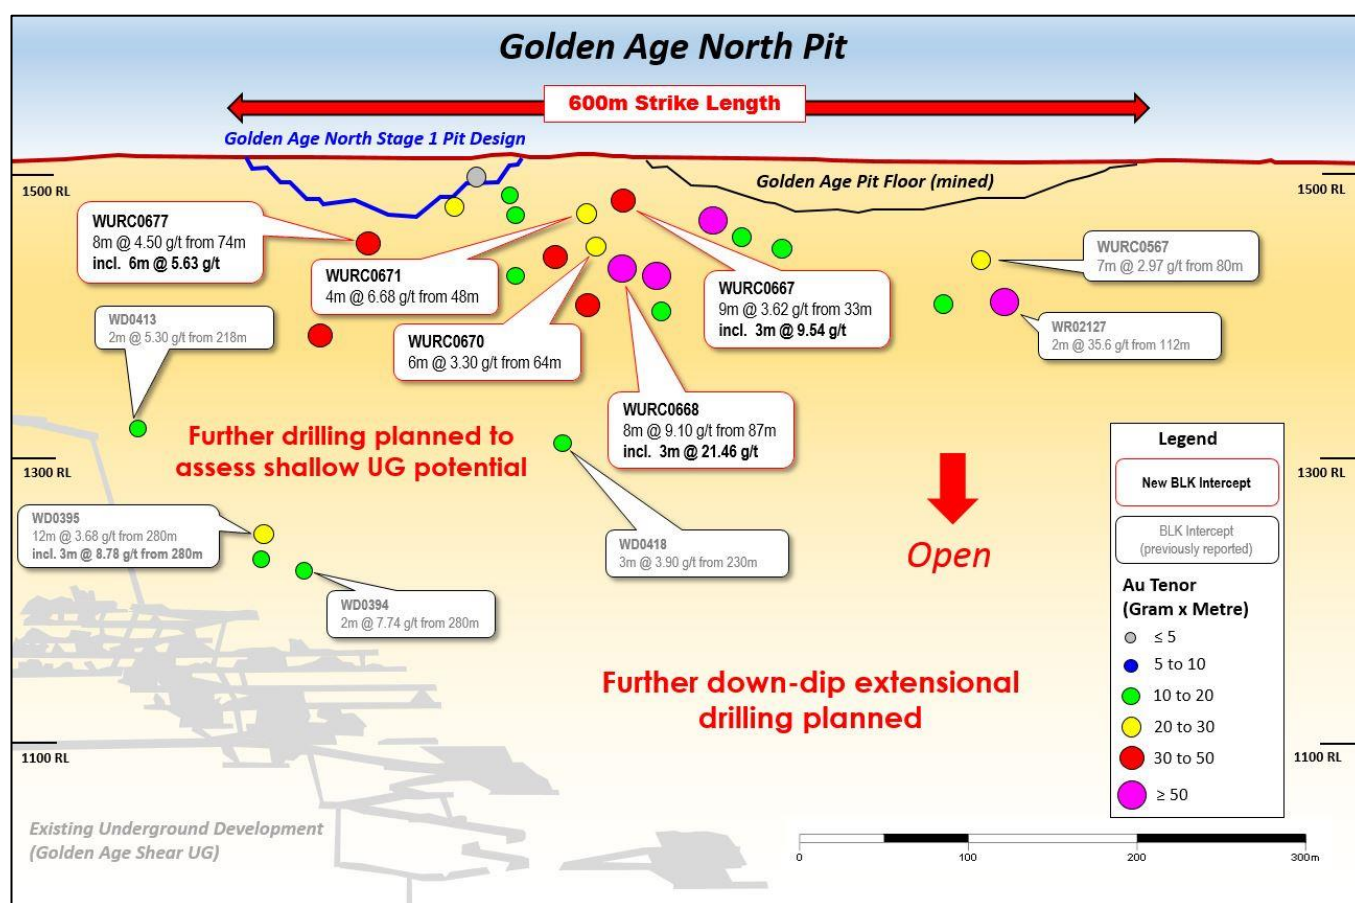 Golden Age North Pit
600m Strike Length
Golden Age North Stage 1 Pit Design
Golden Age Pit Floor (mined)
1500 RL
1500 RL
WURC0677
8m @ 4.50 g/t from 74m
incl. 6m @ 5.63 g/t
WURC0671
4m @ 6.68 g/t from 48m
WURC0670
6m @ 3.30 g/t from 64m
WURC0667
9m @ 3.62 g/t from 33m
incl. 3m @ 9.54 g/t
WURC0567
7m @ 2.97 g/t from 80m
WR02127
2m @ 35.6 g/t from 112m
WD0413
2m @ 5.30 g/t from 218m
WURC0668
8m @ 9.10 g/t from 87m
incl. 3m @ 21.46 g/t
Further drilling planned to
assess shallow UG potential
1300 RL
1300 RL
WD0395
12m @ 3.68 g/t from 280m
incl. 3m @ 8.78 g/t from 280m
WD0394
2m @ 7.74 g/t from 280m
WD0418
3m @ 3.90 g/t from 230m
Open
Further down-dip extensional
drilling planned
1100 RL
1100 RL
Existing Underground Development
(Golden Age Shear UG)
Legend
New BLK Intercept
BLK Intercept
(previously reported)
Au Tenor
(Gram x Metre)
≤ 5
5 to 10
10 to 20
20 to 30
30 to 50
≥ 50
0 100 200 300m